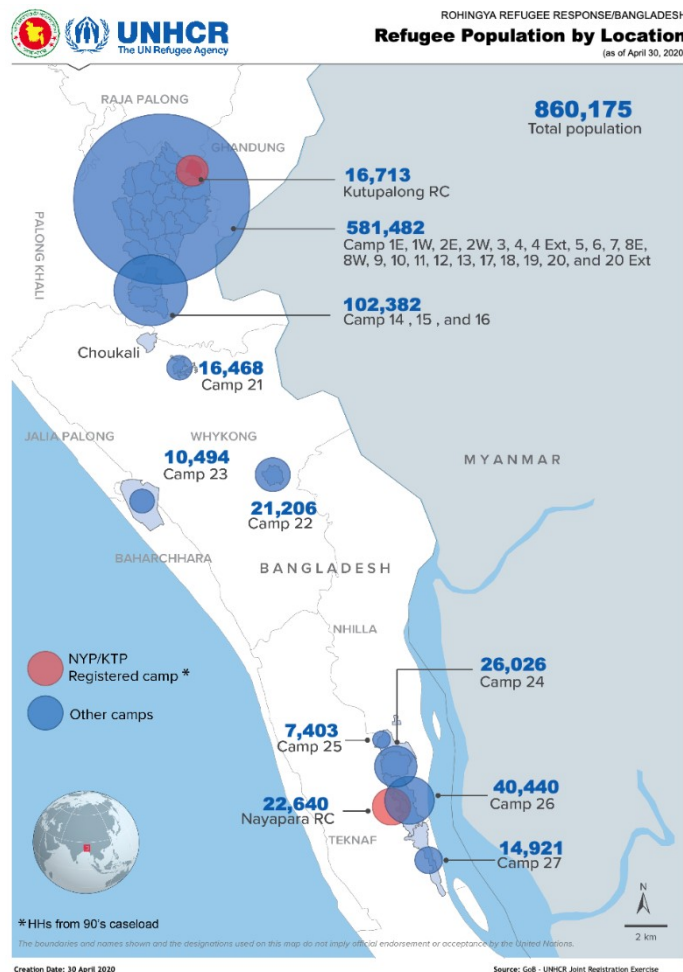 UNHCR
The UN Refugee Agency
ROHINGYA REFUGEE RESPONSE/BANGLADESH
Refugee Population by Location
(as of April 30, 2020
RAJA PALONG
860,175
Total population
GHANDUNG
16,713
Kutupalong RC
581,482
Camp 1E, 1W, 2E, 2W, 3, 4, 4 Ext, 5, 6, 7, 8E,
8W, 9, 10, 11, 12, 13, 17, 18, 19, 20, and 20 Ext
PALONG KHALI
102,382
Camp 14 , 15 , and 16
Choukali
16,468
Camp 21
JALIA PALONG
WHYKONG
10,494
Camp 23
MYANMAR
21,206
Camp 22
BAHARCHHARA
BANGLADESH
NHILLA
NYP/KTP
Registered camp *
Other camps
26,026
Camp 24
7,403
Camp 25
40,440
Camp 26
22,640
Nayapara RC
TEKNAF
14,921
Camp 27
N
2 km
*HHs from 90's caseload
The boundaries and names shown and the designations used on this map do not imply official endorsement or acceptance by the United Nations.
Creation Date: 30 April 2020
Source: GoB - UNHCR Joint Registration Exercise